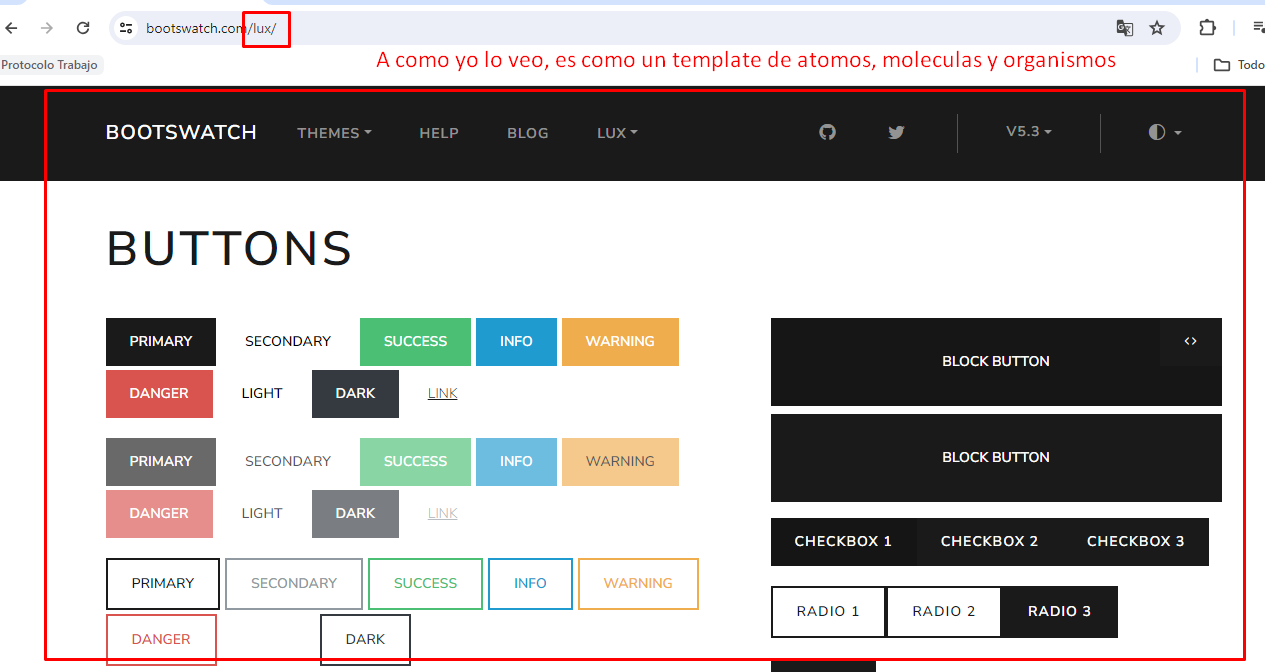 bootswatch.com/lux/
A como yo lo veo, es como un template de atomos, moleculas y organismos
Protocolo Trabajo
Todo
BOOTSWATCH THEMES HELP BLOG LUX V5.3
BUTTONS
PRIMARY SECONDARY SUCCESS INFO WARNING
DANGER LIGHT DARK LINK
PRIMARY SECONDARY SUCCESS INFO WARNING
DANGER LIGHT DARK LINK
PRIMARY SECONDARY SUCCESS INFO WARNING
DANGER DARK
<>
BLOCK BUTTON
BLOCK BUTTON
CHECKBOX 1 CHECKBOX 2 CHECKBOX 3
RADIO 1 RADIO 2 RADIO 3